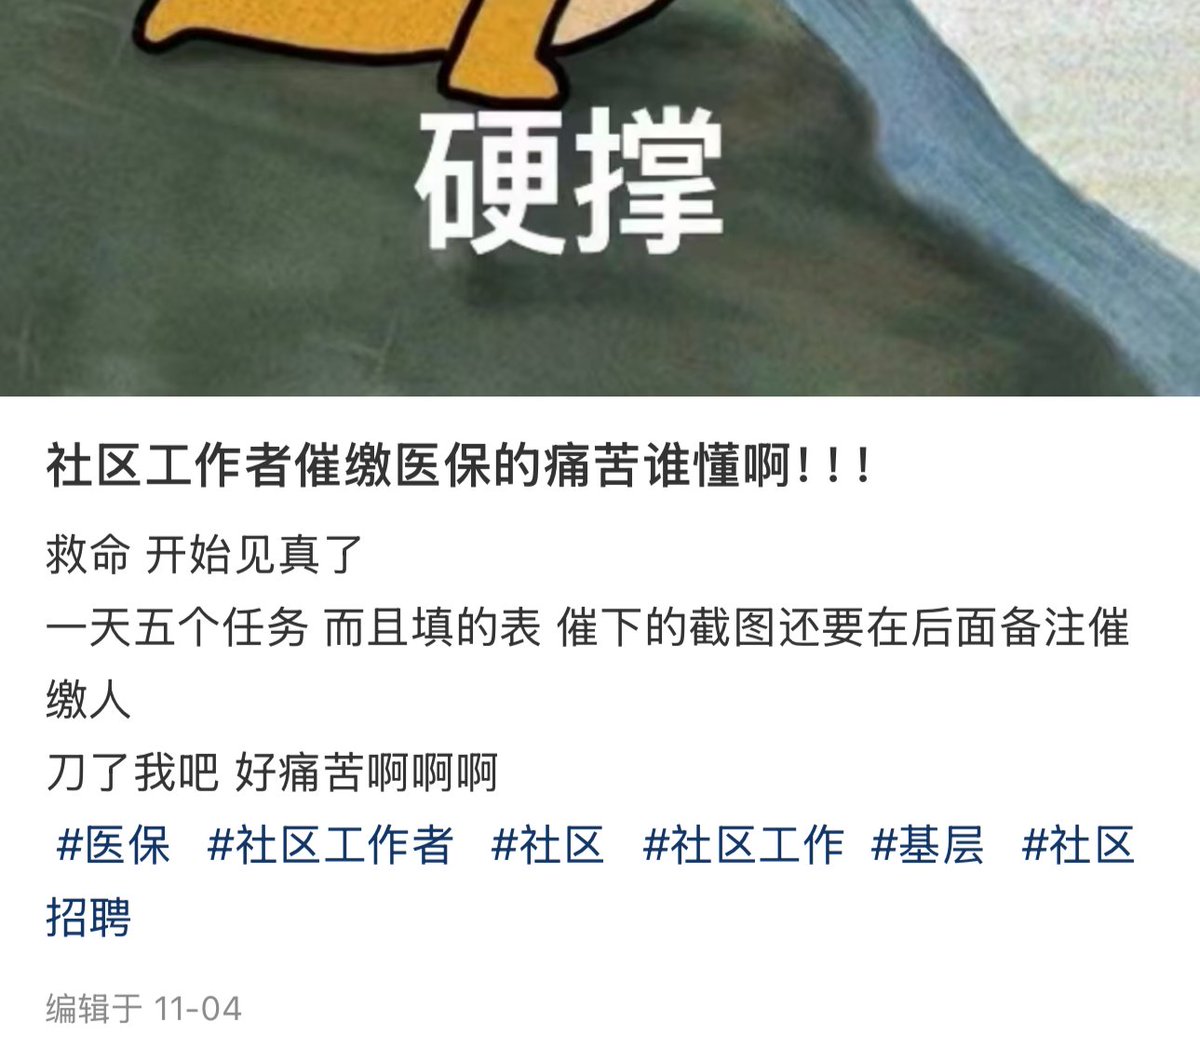 硬撑
社区工作者催缴医保的痛苦谁懂啊！！！
救命 开始见真了
一天五个任务 而且填的表 催下的截图还要在后面备注催
缴人
刀了我吧 好痛苦啊啊啊
#医保 #社区工作者 #社区 #社区工作 #基层 #社区
招聘
编辑于 11-04